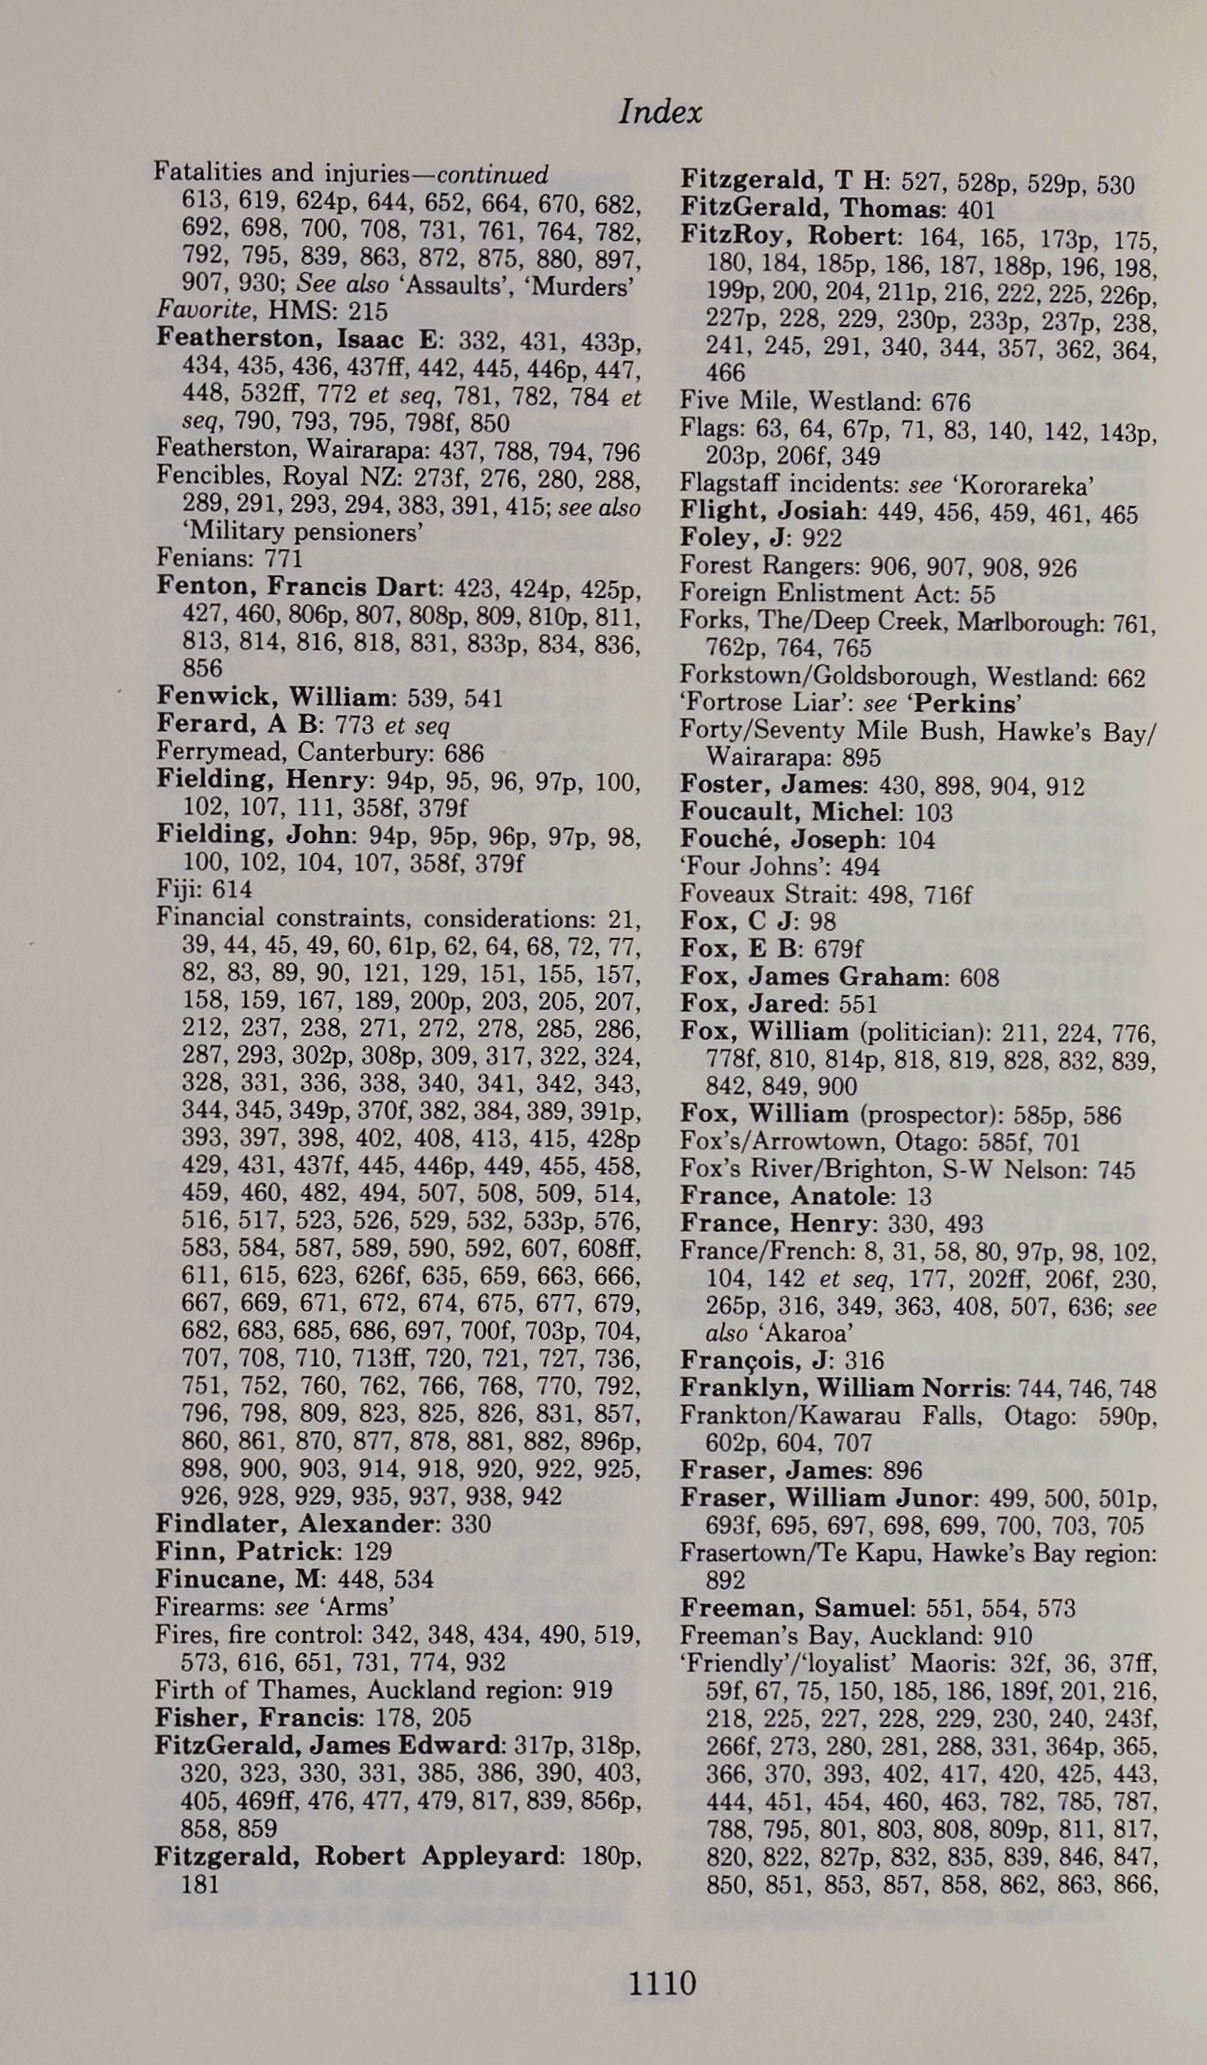 Index
Fatalities and injuries—continued
613, 619, 624p, 644, 652, 664, 670, 682,
692, 698, 700, 708, 731, 761, 764, 782,
792, 795, 839, 863, 872, 875, 880, 897,
907, 930; See also ‘Assaults’, ‘Murders’
Favorite, HMS: 215
Featherston, Isaac E: 332, 431, 433p,
434, 435, 436, 437ff, 442, 445, 446p, 447,
448, 532ff, 772 et seq, 781, 782, 784 et
seq, 790, 793, 795, 798f, 850
Featherston, Wairarapa: 437, 788, 794, 796
Fencibles, Royal NZ: 273f, 276, 280, 288,
289, 291, 293, 294, 383, 391, 415; see also
‘Military pensioners’
Fenians: 771
Fenton, Francis Dart: 423, 424p, 425p,
427, 460, 806p, 807, 808p, 809, 810p, 811,
813, 814, 816, 818, 831, 833p, 834, 836,
856
Fenwick, William: 539, 541
Ferard, A B: 773 et seq
Ferrymead, Canterbury: 686
Fielding, Henry: 94p, 95, 96, 97p, 100,
102, 107, 111, 358f, 379f
Fielding, John: 94p, 95p, 96p, 97p, 98,
100, 102, 104, 107, 358f, 379f
Fiji: 614
Financial constraints, considerations: 21,
39, 44, 45, 49, 60, 61p, 62, 64, 68, 72, 77,
82, 83, 89, 90, 121, 129, 151, 155, 157,
158, 159, 167, 189, 200p, 203, 205, 207,
212, 237, 238, 271, 272, 278, 285, 286,
287, 293, 302p, 308p, 309, 317, 322, 324,
328, 331, 336, 338, 340, 341, 342, 343,
344, 345, 349p, 370f, 382, 384, 389, 391p,
393, 397, 398, 402, 408, 413, 415, 428p
429, 431, 437f, 445, 446p, 449, 455, 458,
459, 460, 482, 494, 507, 508, 509, 514,
516, 517, 523, 526, 529, 532, 533p, 576,
583, 584, 587, 589, 590, 592, 607, 608ff,
611, 615, 623, 626f, 635, 659, 663, 666,
667, 669, 671, 672, 674, 675, 677, 679,
682, 683, 685, 686, 697, 700f, 703p, 704,
707, 708, 710, 713ff, 720, 721, 727, 736,
751, 752, 760, 762, 766, 768, 770, 792,
796, 798, 809, 823, 825, 826, 831, 857,
860, 861, 870, 877, 878, 881, 882, 896p,
898, 900, 903, 914, 918, 920, 922, 925,
926, 928, 929, 935, 937, 938, 942
Findlater, Alexander: 330
Finn, Patrick: 129
Finucane, M: 448, 534
Firearms: see ‘Arms’
Fires, fire control: 342, 348, 434, 490, 519,
573, 616, 651, 731, 774, 932
Firth of Thames, Auckland region: 919
Fisher, Francis: 178, 205
FitzGerald, James Edward: 317p, 318p,
320, 323, 330, 331, 385, 386, 390, 403,
405, 469ff, 476, 477, 479, 817, 839, 856p,
858, 859
Fitzgerald, Robert Appleyard: 180p,
181
Fitzgerald, T H: 527, 528p, 529p, 530
FitzGerald, Thomas: 401
FitzRoy, Robert: 164, 165, 173p, 175,
180, 184, 185p, 186, 187, 188p, 196, 198,
199p, 200, 204, 211p, 216, 222, 225, 226p,
227p, 228, 229, 230p, 233p, 237p, 238,
241, 245, 291, 340, 344, 357, 362, 364,
466
Five Mile, Westland: 676
Flags: 63, 64, 67p, 71, 83, 140, 142, 143p,
203p, 206f, 349
Flagstaff incidents: see ‘Kororareka’
Flight, Josiah: 449, 456, 459, 461, 465
Foley, J: 922
Forest Rangers: 906, 907, 908, 926
Foreign Enlistment Act: 55
Forks, The/Deep Creek, Marlborough: 761,
762p, 764, 765
Forkstown/Goldsborough, Westland: 662
‘Fortrose Liar’: see ‘Perkins’
Forty/Seventy Mile Bush, Hawke’s Bay/
Wairarapa: 895
Foster, James: 430, 898, 904, 912
Foucault, Michel: 103
Fouché, Joseph: 104
‘Four Johns’: 494
Foveaux Strait: 498, 716f
Fox, C J: 98
Fox, E B: 679f
Fox, James Graham: 608
Fox, Jared: 551
Fox, William (politician): 211, 224, 776,
778f, 810, 814p, 818, 819, 828, 832, 839,
842, 849, 900
Fox, William (prospector): 585p, 586
Fox’s/Arrowtown, Otago: 585f, 701
Fox’s River/Brighton, S-W Nelson: 745
France, Anatole: 13
France, Henry: 330, 493
France/French: 8, 31, 58, 80, 97p, 98, 102,
104, 142 et seq, 177, 202ff, 206f, 230,
265p, 316, 349, 363, 408, 507, 636; see
also ‘Akaroa’
François, J: 316
Franklyn, William Norris: 744, 746, 748
Frankton/Kawarau Falls, Otago: 590p,
602p, 604, 707
Fraser, James: 896
Fraser, William Junor: 499, 500, 501p,
693f, 695, 697, 698, 699, 700, 703, 705
Frasertown/Te Kapu, Hawke’s Bay region:
892
Freeman, Samuel: 551, 554, 573
Freeman’s Bay, Auckland: 910
‘Friendly’/‘loyalist’ Maoris: 32f, 36, 37ff,
59f, 67, 75, 150, 185, 186, 189f, 201, 216,
218, 225, 227, 228, 229, 230, 240, 243f,
266f, 273, 280, 281, 288, 331, 364p, 365,
366, 370, 393, 402, 417, 420, 425, 443,
444, 451, 454, 460, 463, 782, 785, 787,
788, 795, 801, 803, 808, 809p, 811, 817,
820, 822, 827p, 832, 835, 839, 846, 847,
850, 851, 853, 857, 858, 862, 863, 866,
1110